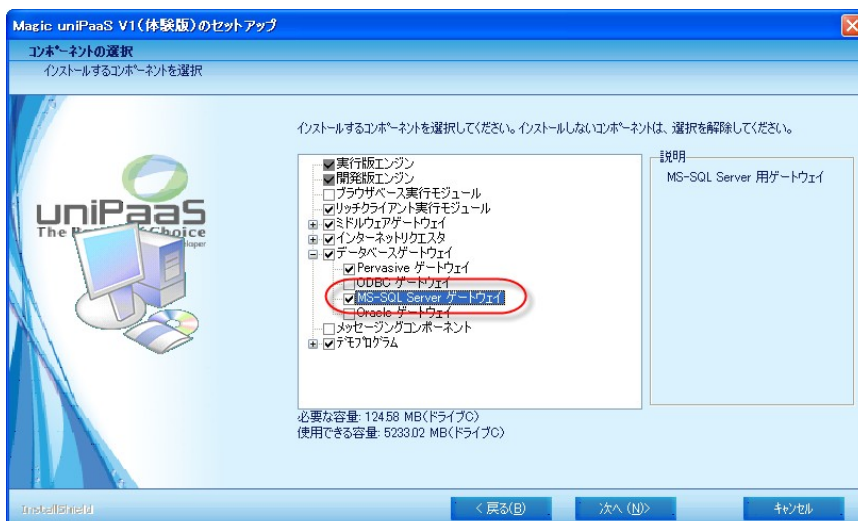 Magic uniPaaS V1(体験版)のセットアップ
コンポーネントの選択
インストールするコンポーネントを選択
インストールするコンポーネントを選択してください。インストールしないコンポーネントは、選択を解除してください。
実行版エンジン
開発版エンジン
ブラウザベース実行モジュール
リッチクライアント実行モジュール
ミドルウェアゲートウェイ
インターネットリクエスタ
データベースゲートウェイ
Pervasive ゲートウェイ
ODBC ゲートウェイ
MS-SQL Server ゲートウェイ
Oracle ゲートウェイ
メッセージングコンポーネント
デモプログラム
説明
MS-SQL Server 用ゲートウェイ
uniPaaS
The Choice
必要な容量: 124.58 MB(ドライブC)
使用できる容量: 5233.02 MB(ドライブC)
InstallShield
< 戻る(B)
次へ (N)>
キャンセル